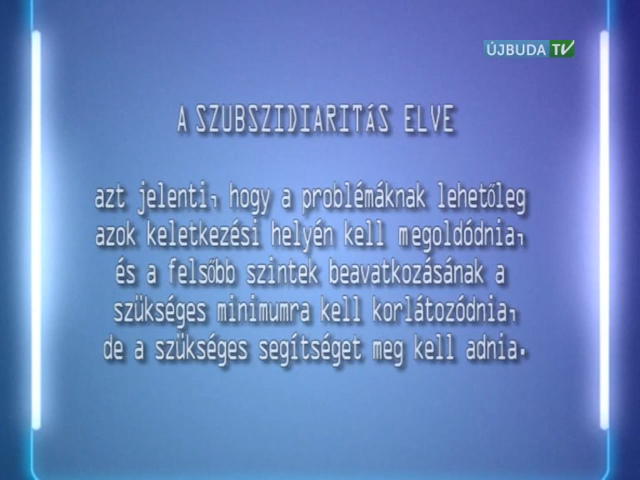 ÚJBUDA TV
A SZUBSZIDIARITáS ELVE
azt jelenti, hogy a problémáknak lehetőleg
azok keletkezési helyén kell megoldódnia,
és a felsőbb szintek beavatkozásának a
szükséges minimumra kell korlátozódnia,
de a szükséges segítséget meg kell adnia.